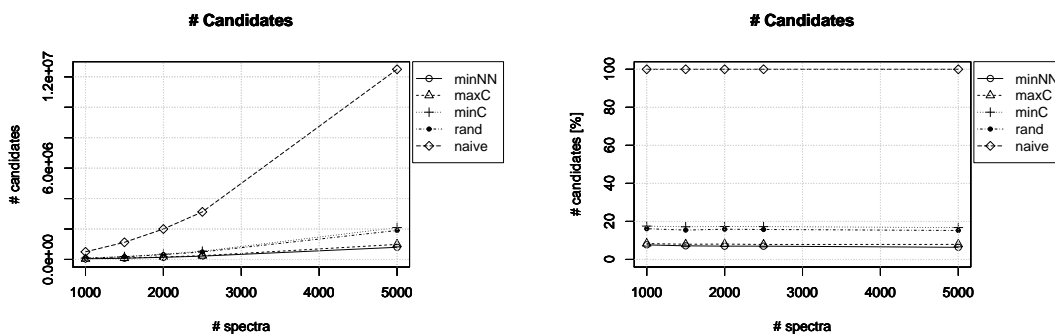 # Candidates
# candidates
0.0e+00
6.0e+06
1.2e+07
1000
2000
3000
4000
5000
# spectra
minNN
maxC
minC
rand
naive
# Candidates
# candidates [%]
0
20
40
60
80
100
1000
2000
3000
4000
5000
# spectra
minNN
maxC
minC
rand
naive